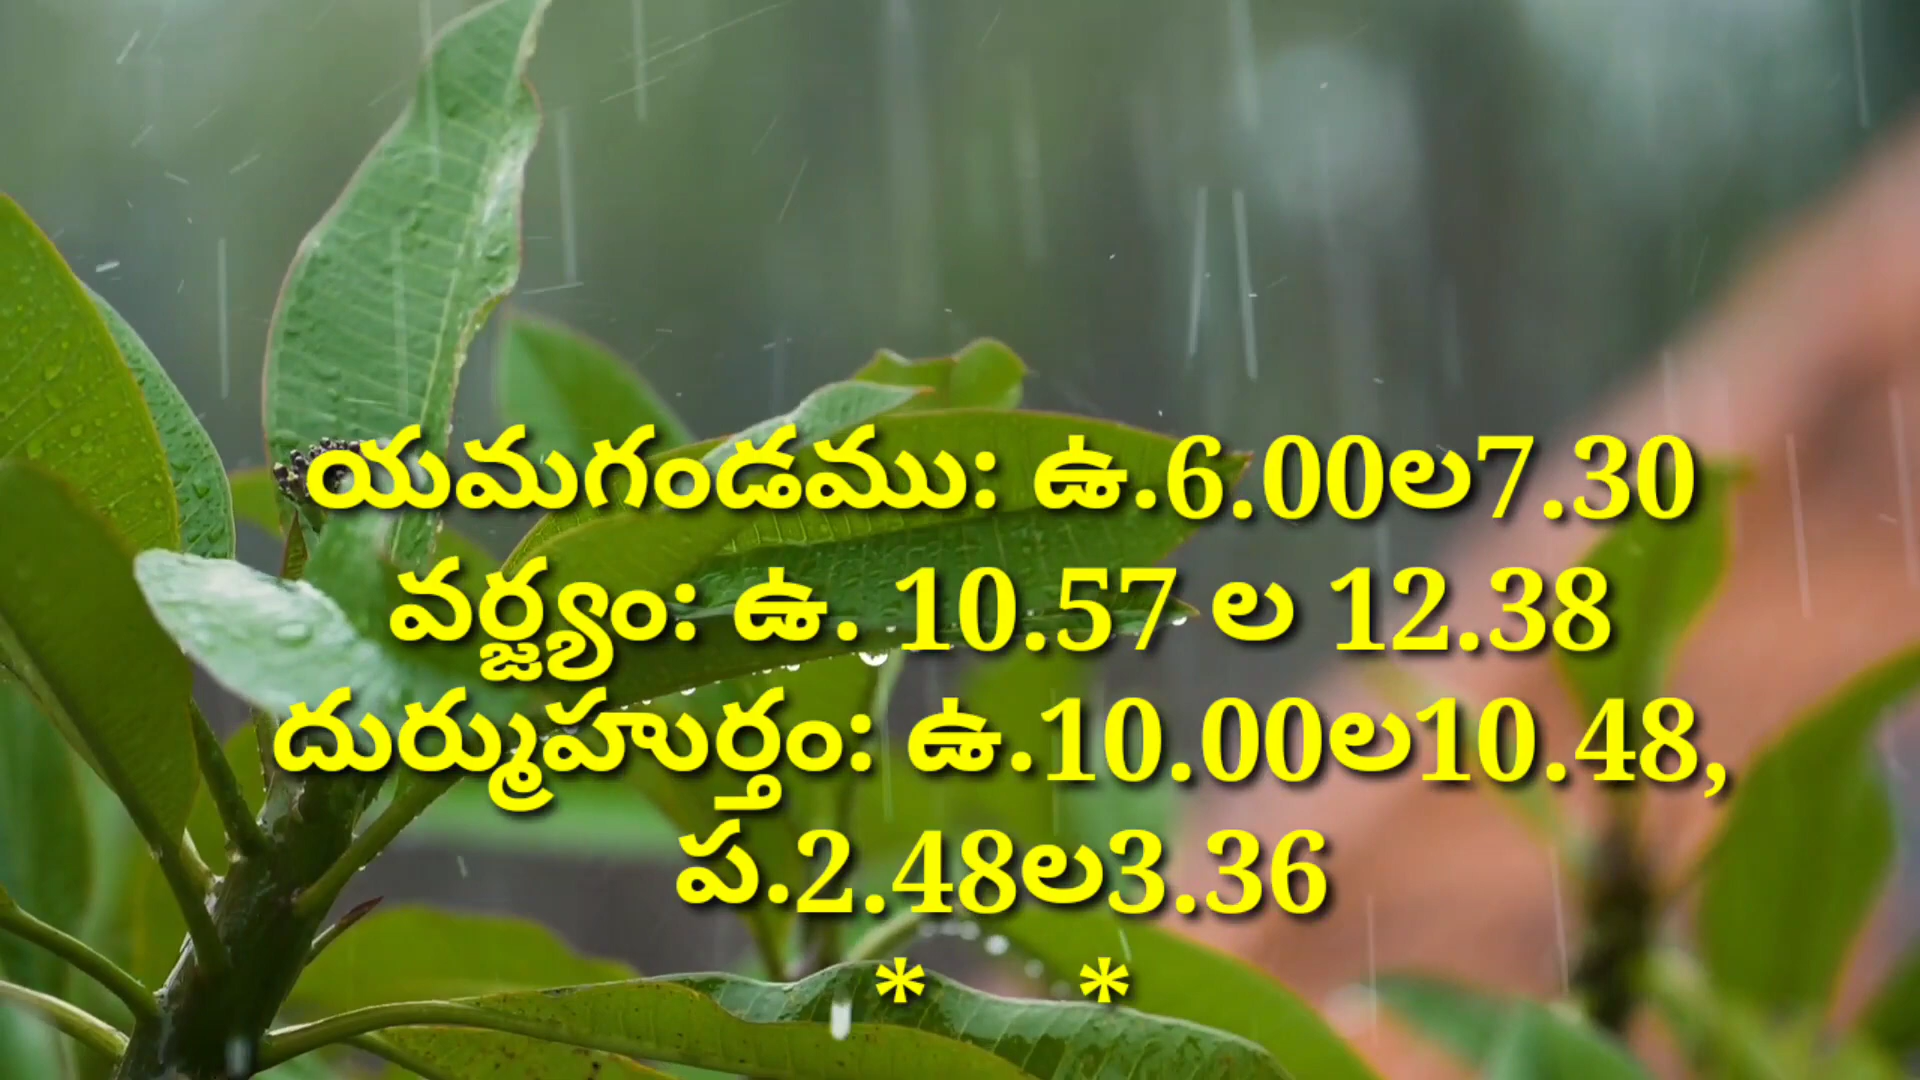 యమగండము: ఉ.6.00ల7.30
వర్జ్యం: ఉ. 10.57 ల 12.38
దుర్ముహుర్తం: ఉ.10.00ల10.48,
ప.2.48ల3.36
* *